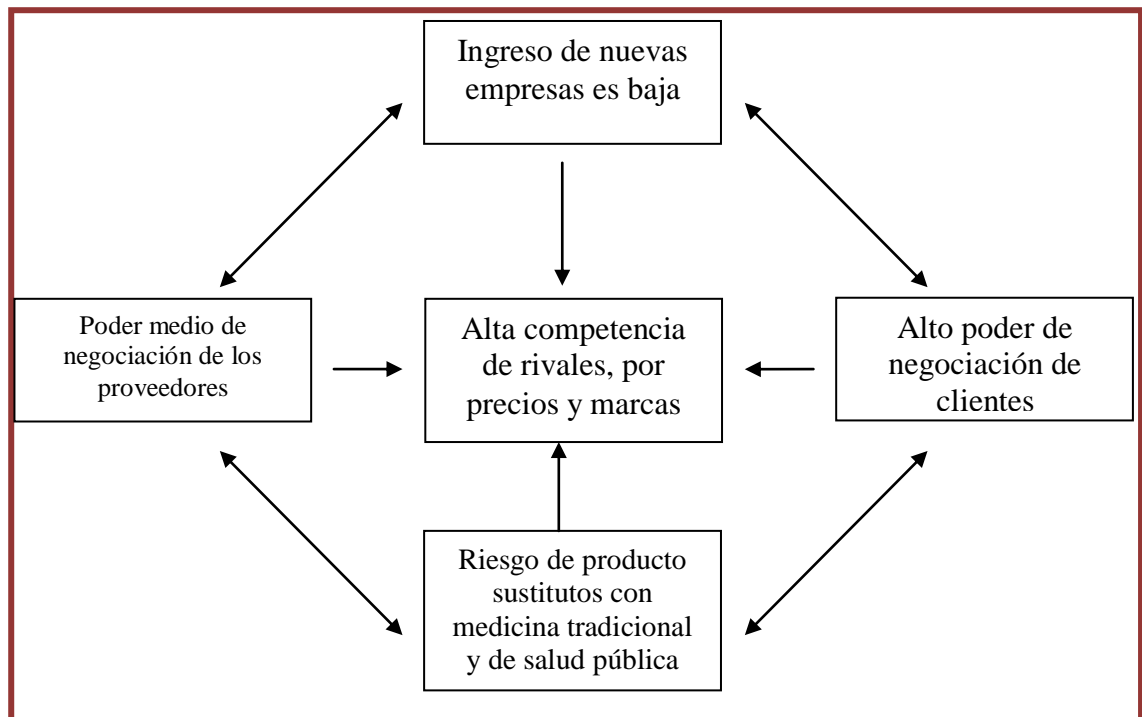 Ingreso de nuevas
empresas es baja
Poder medio de
negociación de los
proveedores
Alta competencia
de rivales, por
precios y marcas
Alto poder de
negociación de
clientes
Riesgo de producto
sustitutos con
medicina tradicional
y de salud pública